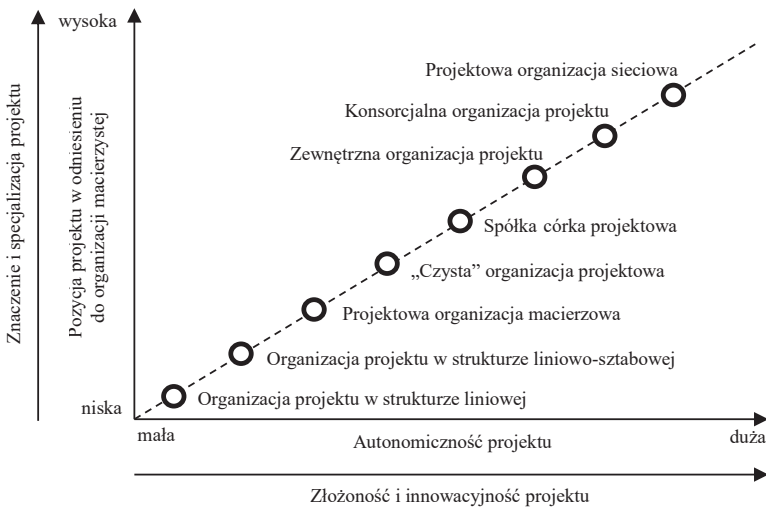 wysoka
Znaczenie i specjalizacja projektu
Pozycja projektu w odniesieniu
do organizacji macierzystej
Projektowa organizacja sieciowa
Konsorcjalna organizacja projektu
Zewnętrzna organizacja projektu
Spółka córka projektowa
„Czysta” organizacja projektowa
Projektowa organizacja macierzowa
Organizacja projektu w strukturze liniowo-sztabowej
Organizacja projektu w strukturze liniowej
niska
mała
Autonomiczność projektu
duża
Złożoność i innowacyjność projektu